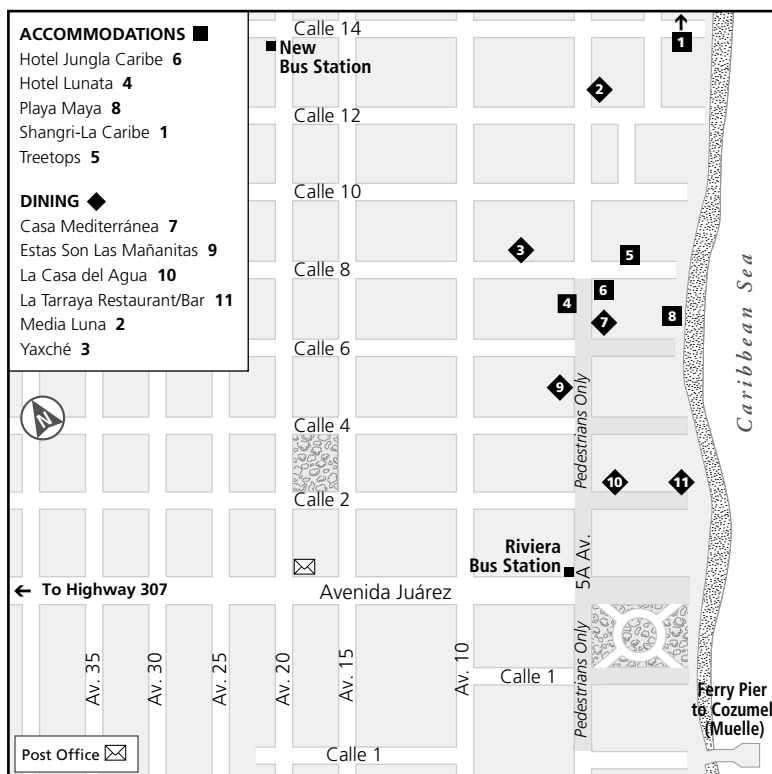 ACCOMMODATIONS
Hotel Jungla Caribe 6
Hotel Lunata 4
Playa Maya 8
Shangri-La Caribe 1
Treetops 5
DINING
Casa Mediterránea 7
Estas Son Las Mañanitas 9
La Casa del Agua 10
La Tarraya Restaurant/Bar 11
Media Luna 2
Yaxché 3
Calle 14
New
Bus Station
1
2
Calle 12
Calle 10
3
5
Calle 8
6
4
7
8
Calle 6
9
Pedestrians Only
Caribbean Sea
N
Calle 4
10
11
Calle 2
Riviera
Bus Station
5A Av.
To Highway 307
Avenida Juárez
Av. 35
Av. 30
Av. 25
Av. 20
Av. 15
Av. 10
Pedestrians Only
Calle 1
Ferry Pier
to Cozumel
(Muelle)
Post Office
Calle 1